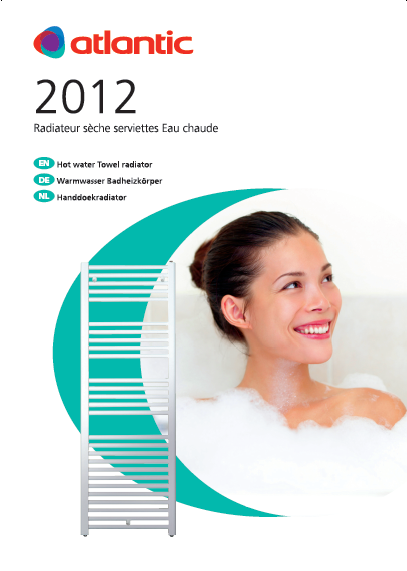 atlantic
2012
Radiateur sèche serviettes Eau chaude
EN Hot water Towel radiator
DE Warmwasser Badheizkörper
NL Handdoekradiator